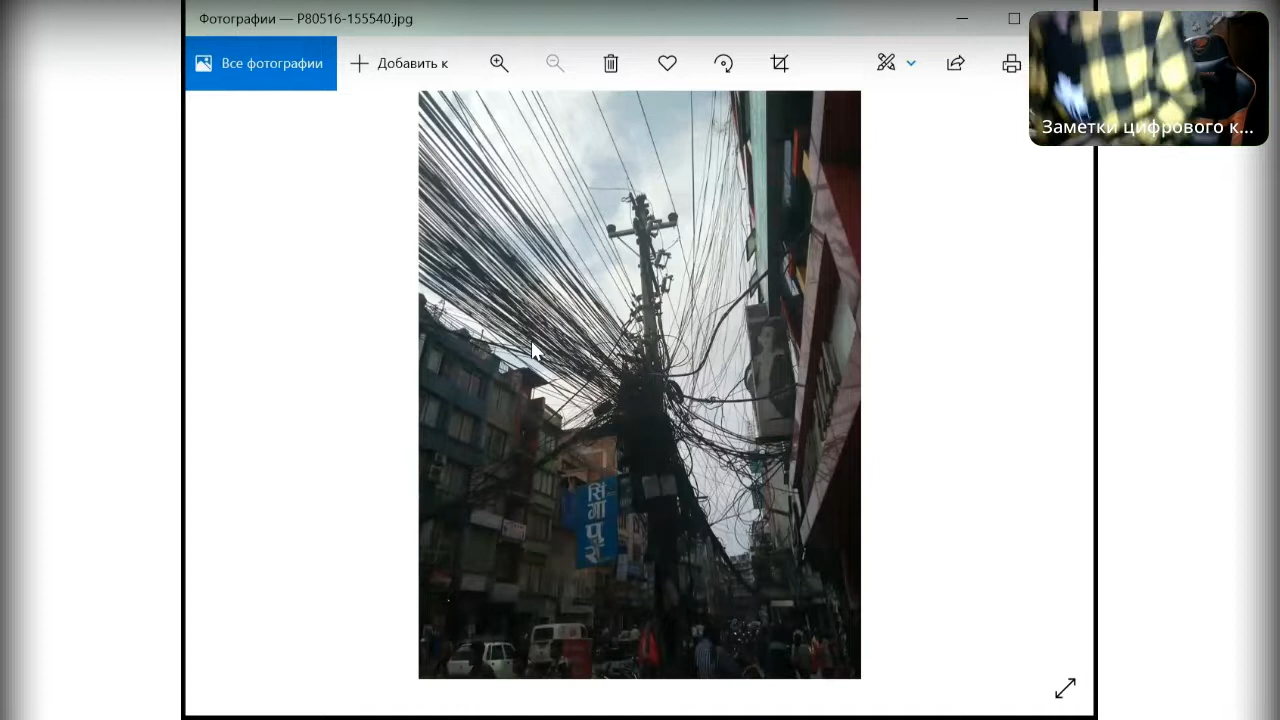 Фотографии — P80516-155540.jpg
Все фотографии
Добавить к
Заметки цифрового к...
सिंगापुर